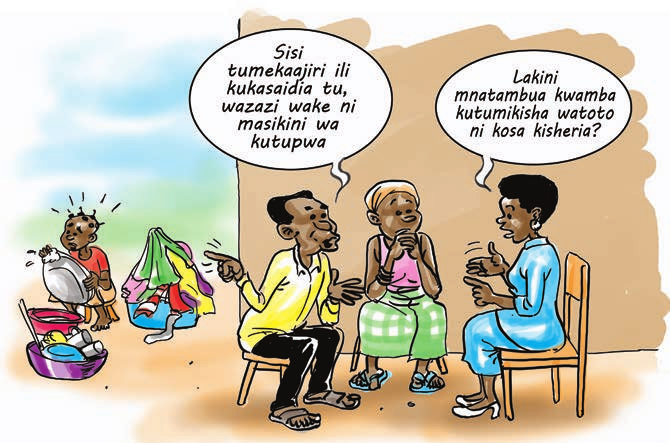 Sisi
tumekaajiri ili
kukasaidia tu,
wazazi wake ni
masikini wa
kutupwa
Lakini
mnatambua kwamba
kutumikisha watoto
ni kosa kisheria?